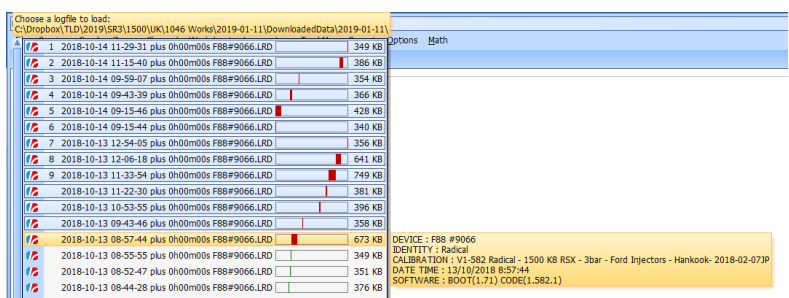 Choose a logfile to load:
C:\Dropbox\TLD\2019\SR3\1500\UK\1046 Works\2019-01-11\DownloadedData\2019-01-11\
Options Math
1 2018-10-14 11-29-31 plus 0h00m00s F88#9066.LRD 349 KB
2 2018-10-14 11-15-40 plus 0h00m00s F88#9066.LRD 386 KB
3 2018-10-14 09-59-07 plus 0h00m00s F88#9066.LRD 354 KB
4 2018-10-14 09-43-39 plus 0h00m00s F88#9066.LRD 366 KB
5 2018-10-14 09-15-46 plus 0h00m00s F88#9066.LRD 428 KB
6 2018-10-14 09-15-44 plus 0h00m00s F88#9066.LRD 340 KB
7 2018-10-13 12-54-05 plus 0h00m00s F88#9066.LRD 356 KB
8 2018-10-13 12-06-18 plus 0h00m00s F88#9066.LRD 641 KB
9 2018-10-13 11-33-54 plus 0h00m00s F88#9066.LRD 749 KB
2018-10-13 11-22-30 plus 0h00m00s F88#9066.LRD 381 KB
2018-10-13 10-53-55 plus 0h00m00s F88#9066.LRD 396 KB
2018-10-13 09-43-46 plus 0h00m00s F88#9066.LRD 358 KB
2018-10-13 08-57-44 plus 0h00m00s F88#9066.LRD 673 KB
2018-10-13 08-55-55 plus 0h00m00s F88#9066.LRD 349 KB
2018-10-13 08-52-47 plus 0h00m00s F88#9066.LRD 351 KB
2018-10-13 08-44-28 plus 0h00m00s F88#9066.LRD 376 KB
DEVICE : F88 #9066
IDENTITY : Radical
CALIBRATION : V1-582 Radical - 1500 K8 RSX - 3bar - Ford Injectors - Hankook- 2018-02-07JP
DATE TIME : 13/10/2018 8:57:44
SOFTWARE : BOOT(1.71) CODE(1.582.1)